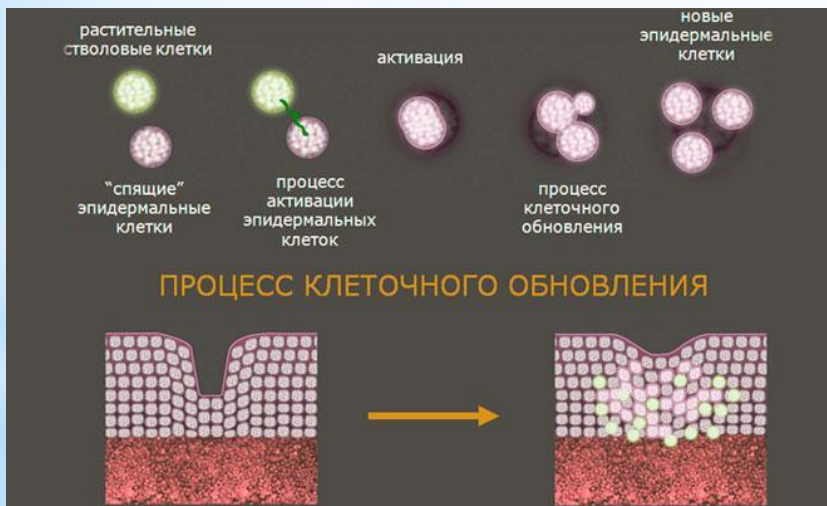 растительные
стволовые клетки
активация
новые
эпидермальные
клетки
"спящие"
эпидермальные
клетки
процесс
активации
эпидермальных
клеток
процесс
клеточного
обновления
ПРОЦЕСС КЛЕТОЧНОГО ОБНОВЛЕНИЯ